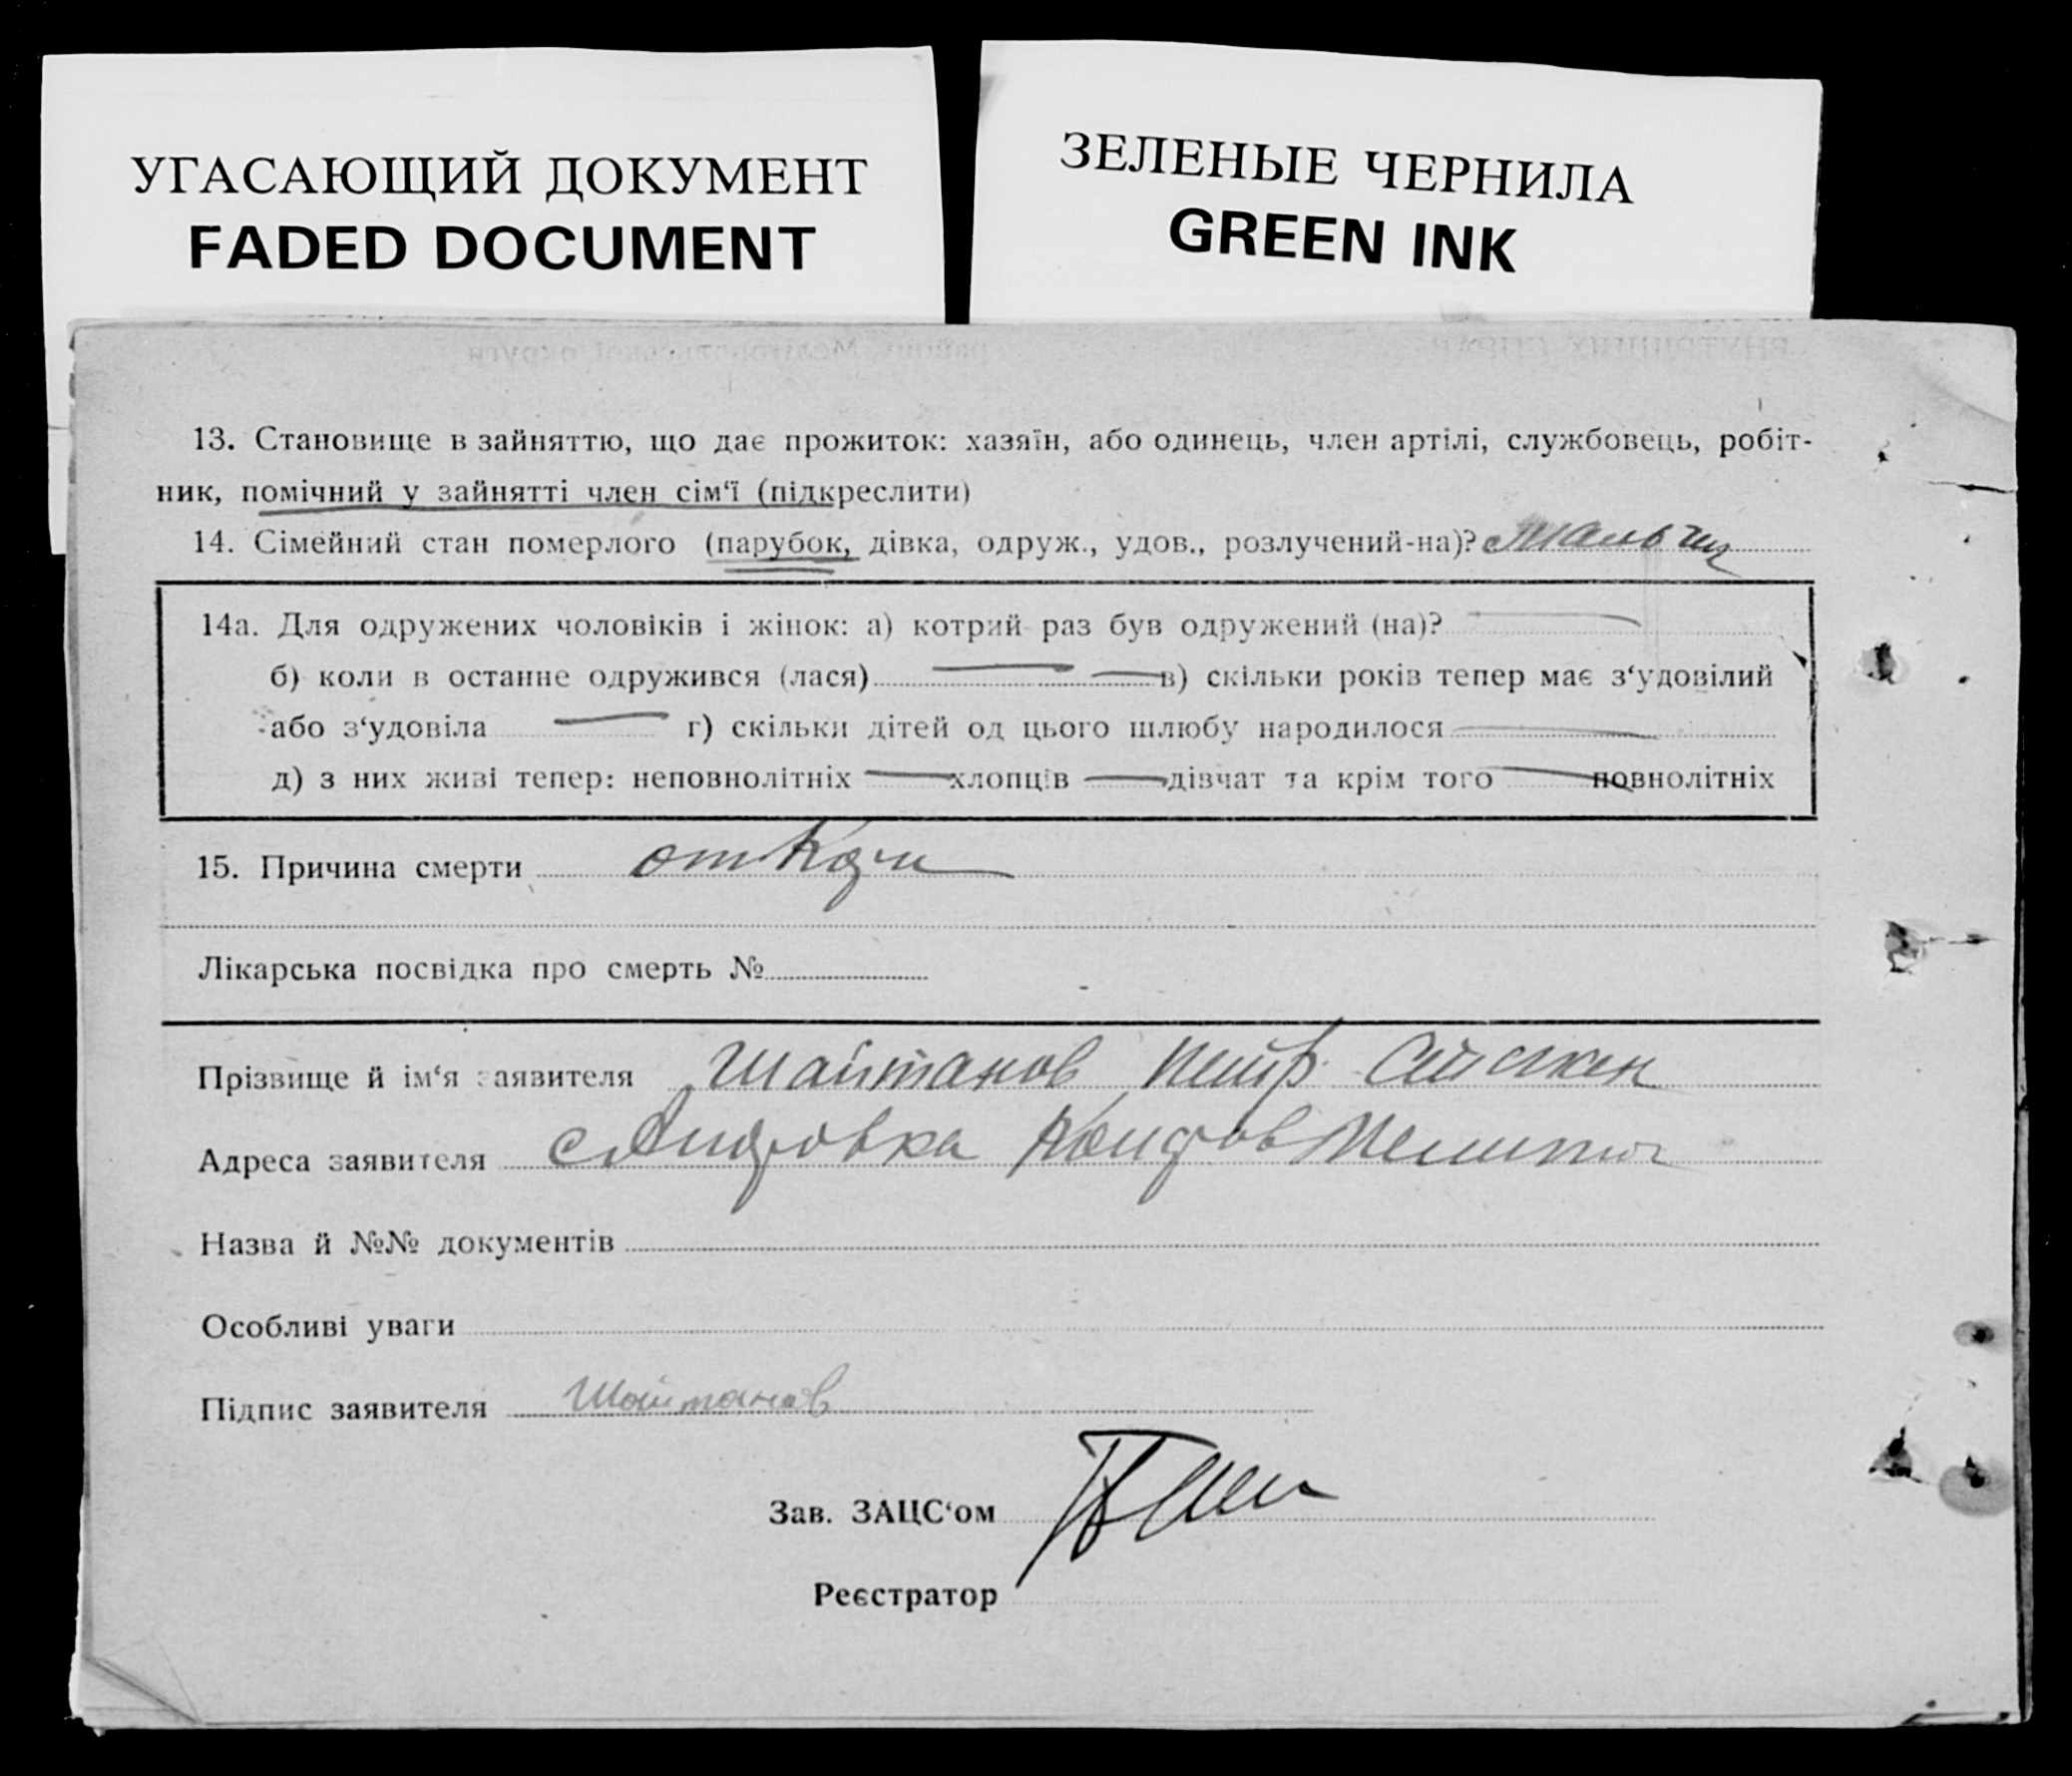 УГАСАЮЩИЙ ДОКУМЕНТ
FADED DOCUMENT
ЗЕЛЕНЫЕ ЧЕРНИЛА
GREEN INK
13. Становище в зайняттю, що дає прожиток: хазяїн, або одинець, член артілі, службовець, робіт-
ник, помічний у зайнятті член сім‘ї (підкреслити)
14. Сімейний стан померлого (парубок, дівка, одруж., удов., розлучений-на)?
14а. Для одружених чоловіків і жінок: а) котрий раз був одружений (на)?
б) коли в останнє одружився (лася) в) скільки років тепер має з‘удовілий
або з‘удовіла г) скільки дітей од цього шлюбу народилося
д) з них живі тепер: неповнолітніх хлопців дівчат та крім того повнолітніх
15. Причина смерти от Кори
Лікарська посвідка про смерть №
Прізвище й ім‘я заявителя Шайтанов Петр
Адреса заявителя
Назва й №№ документів
Особливі уваги
Підпис заявителя Шайтанов
Зав. ЗАЦС‘ом
Реєстратор